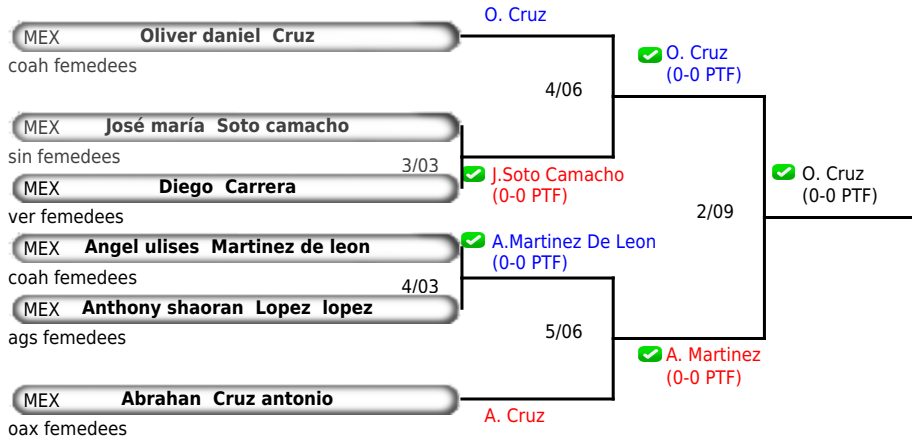 O. Cruz
MEX Oliver daniel Cruz
coah femedees
O. Cruz
(0-0 PTF)
4/06
MEX José maría Soto camacho
sin femedees
3/03
J.Soto Camacho
(0-0 PTF)
MEX Diego Carrera
ver femedees
O. Cruz
(0-0 PTF)
2/09
MEX Angel ulises Martinez de leon
coah femedees
A.Martinez De Leon
(0-0 PTF)
4/03
MEX Anthony shaoran Lopez lopez
ags femedees
5/06
A. Martinez
(0-0 PTF)
MEX Abrahan Cruz antonio
oax femedees
A. Cruz